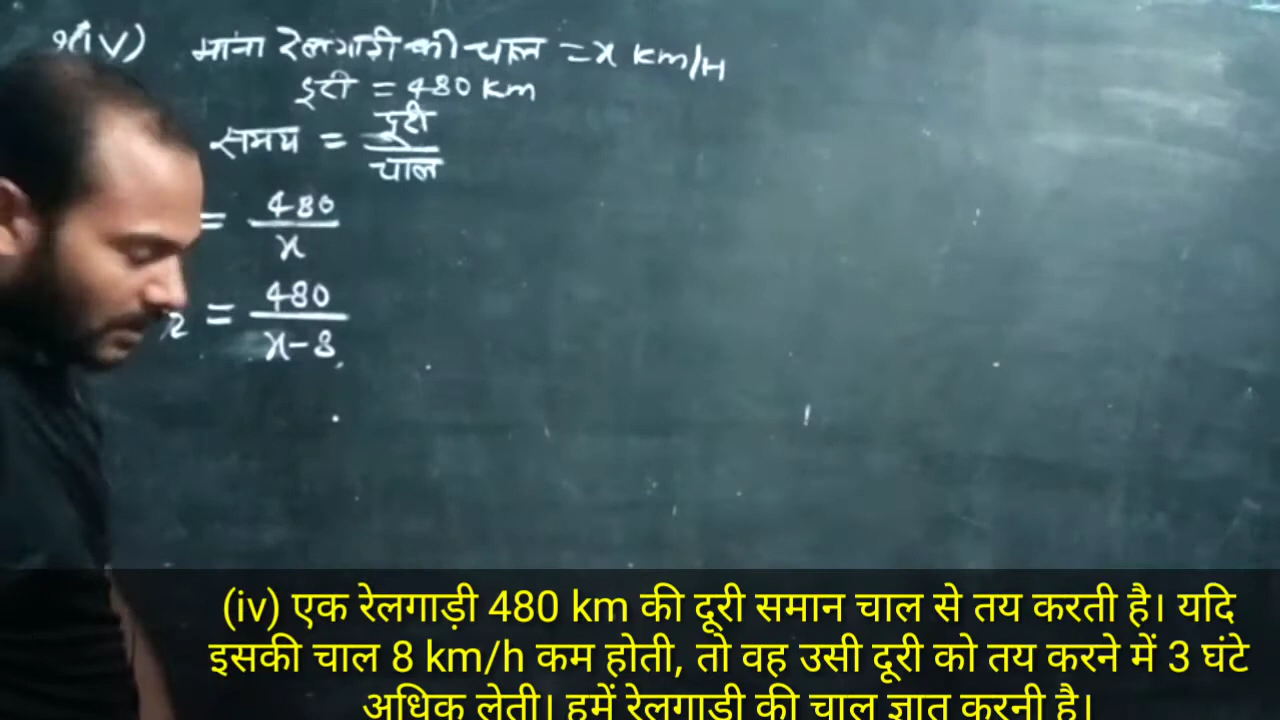 (iv) माना रेलगाड़ी की चाल = x km/H
दूरी = 480 km
समय = दूरी / चाल
= 480 / x
2 = 480 / x-8
(iv) एक रेलगाड़ी 480 km की दूरी समान चाल से तय करती है। यदि
इसकी चाल 8 km/h कम होती, तो वह उसी दूरी को तय करने में 3 घंटे
अधिक लेती। हमें रेलगाड़ी की चाल ज्ञात करनी है।